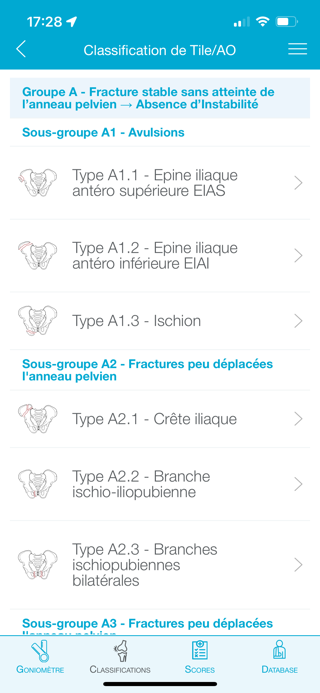 17:28
Classification de Tile/AO
Groupe A - Fracture stable sans atteinte de
l'anneau pelvien → Absence d'Instabilité
Sous-groupe A1 - Avulsions
Type A1.1 - Epine iliaque
antéro supérieure EIAS
Type A1.2 - Epine iliaque
antéro inférieure EIAI
Type A1.3 - Ischion
Sous-groupe A2 - Fractures peu déplacées
l'anneau pelvien
Type A2.1 - Crête iliaque
Type A2.2 - Branche
ischio-iliopubienne
Type A2.3 - Branches
ischiopubiennes
bilatérales
Sous-groupe A3 - Fractures peu déplacées
l'anneau pelvien
Goniomètre
Classifications
Scores
Database